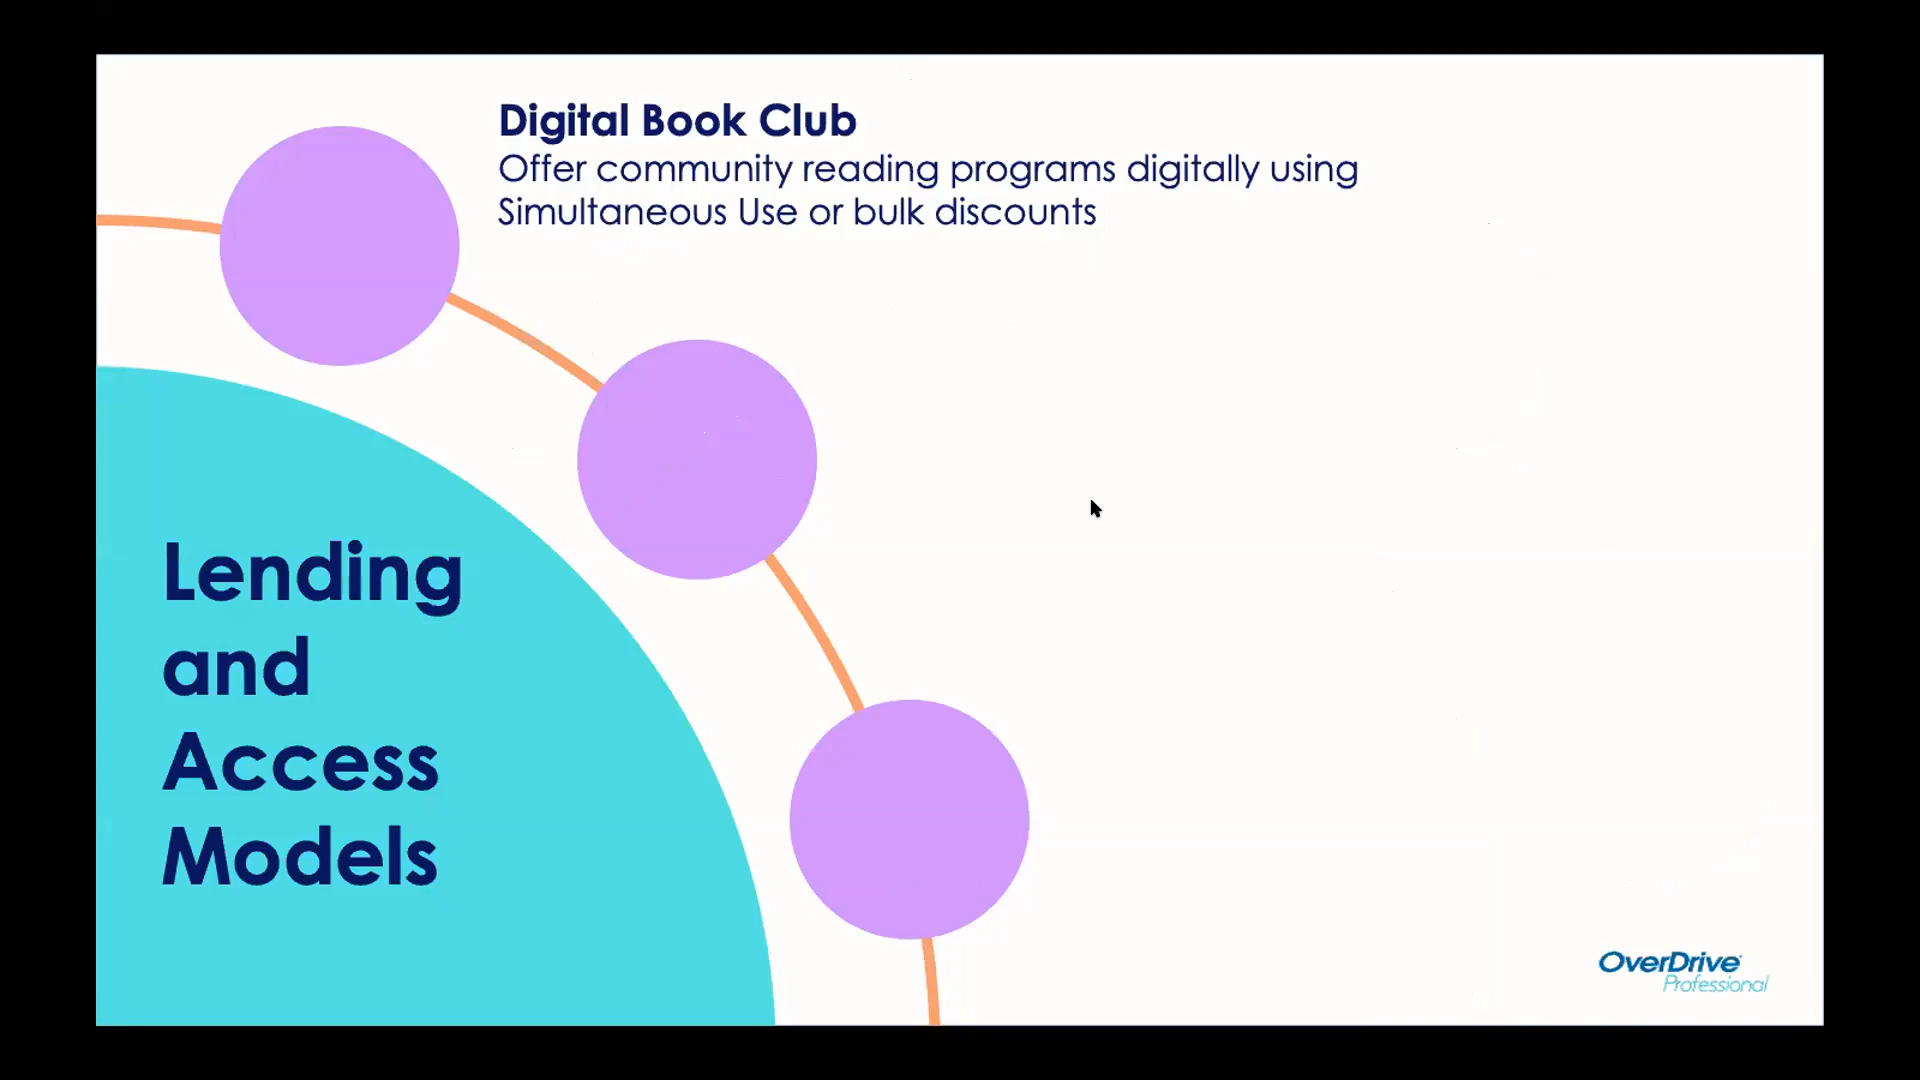 Digital Book Club
Offer community reading programs digitally using
Simultaneous Use or bulk discounts
Lending
and
Access
Models
OverDrive
Professional